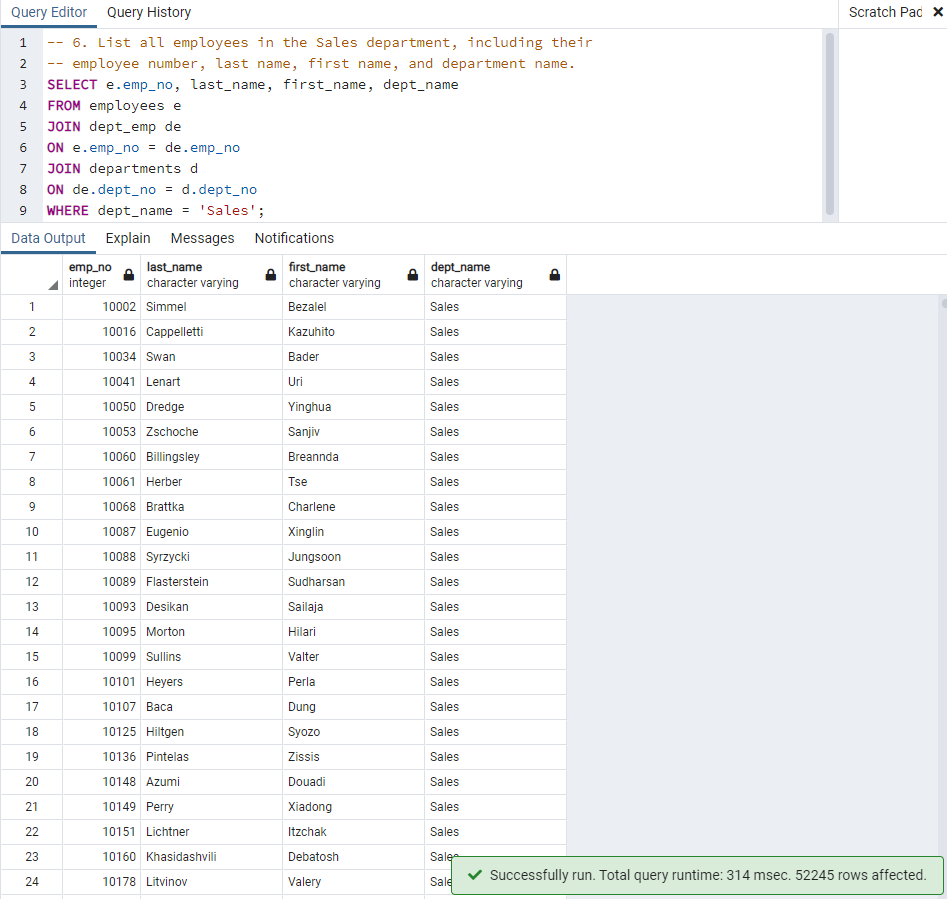 Query Editor Query History Scratch Pad ✕
1 -- 6. List all employees in the Sales department, including their
2 -- employee number, last name, first name, and department name.
3 SELECT e.emp_no, last_name, first_name, dept_name
4 FROM employees e
5 JOIN dept_emp de
6 ON e.emp_no = de.emp_no
7 JOIN departments d
8 ON de.dept_no = d.dept_no
9 WHERE dept_name = 'Sales';
Data Output Explain Messages Notifications
emp_no last_name first_name dept_name
integer character varying character varying character varying
1 10002 Simmel Bezalel Sales
2 10016 Cappelletti Kazuhito Sales
3 10034 Swan Bader Sales
4 10041 Lenart Uri Sales
5 10050 Dredge Yinghua Sales
6 10053 Zschoche Sanjiv Sales
7 10060 Billingsley Breannda Sales
8 10061 Herber Tse Sales
9 10068 Brattka Charlene Sales
10 10087 Eugenio Xinglin Sales
11 10088 Syrzycki Jungsoon Sales
12 10089 Flasterstein Sudharsan Sales
13 10093 Desikan Sailaja Sales
14 10095 Morton Hilari Sales
15 10099 Sullins Valter Sales
16 10101 Heyers Perla Sales
17 10107 Baca Dung Sales
18 10125 Hiltgen Syozo Sales
19 10136 Pintelas Zissis Sales
20 10148 Azumi Douadi Sales
21 10149 Perry Xiadong Sales
22 10151 Lichtner Itzchak Sales
23 10160 Khasidashvili Debatosh Sales
24 10178 Litvinov Valery Sales
Successfully run. Total query runtime: 314 msec. 52245 rows affected.